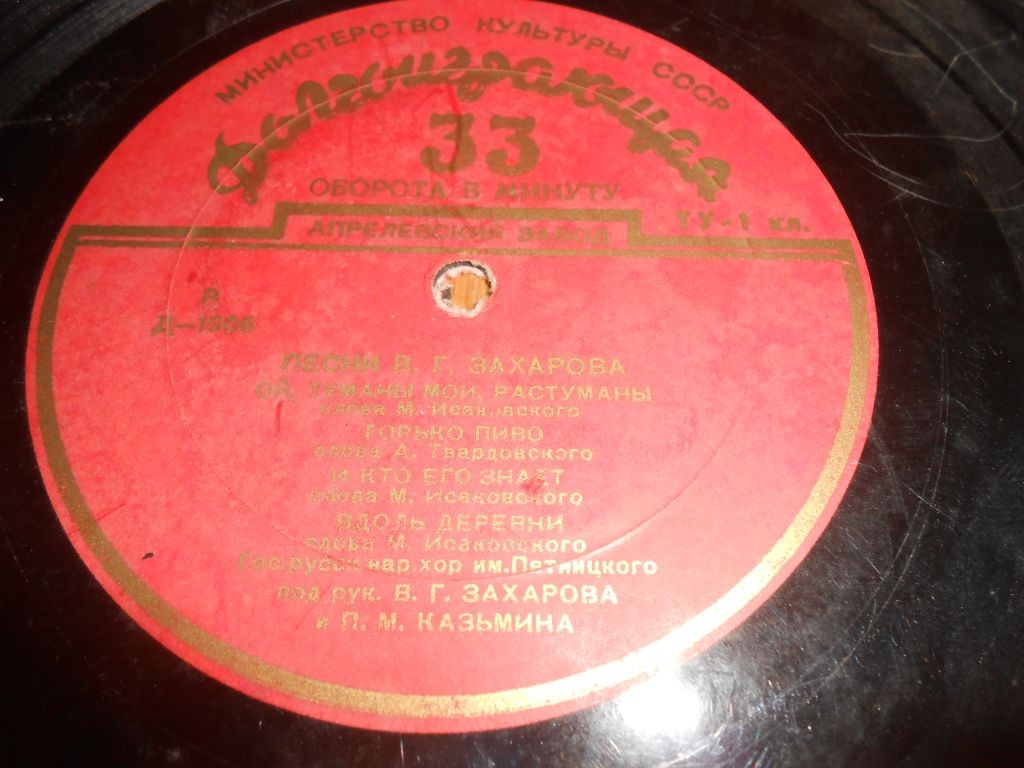 МИНИСТЕРСТВО КУЛЬТУРЫ СССР
Долгоиграющая
33
ОБОРОТА В МИНУТУ
АПРЕЛЕВСКИЙ ЗАВОД
ТУ-1 кл.
Д—1906
ПЕСНИ В. Г. ЗАХАРОВА
ОЙ, ТУМАНЫ МОИ, РАСТУМАНЫ
слова М. Исаковского
ГОРЬКО ПИВО
слова А. Твардовского
И КТО ЕГО ЗНАЕТ
слова М. Исаковского
ВДОЛЬ ДЕРЕВНИ
слова М. Исаковского
Гос.русск.нар.хор им.Пятницкого
под рук. В. Г. ЗАХАРОВА
и П. М. КАЗЬМИНА